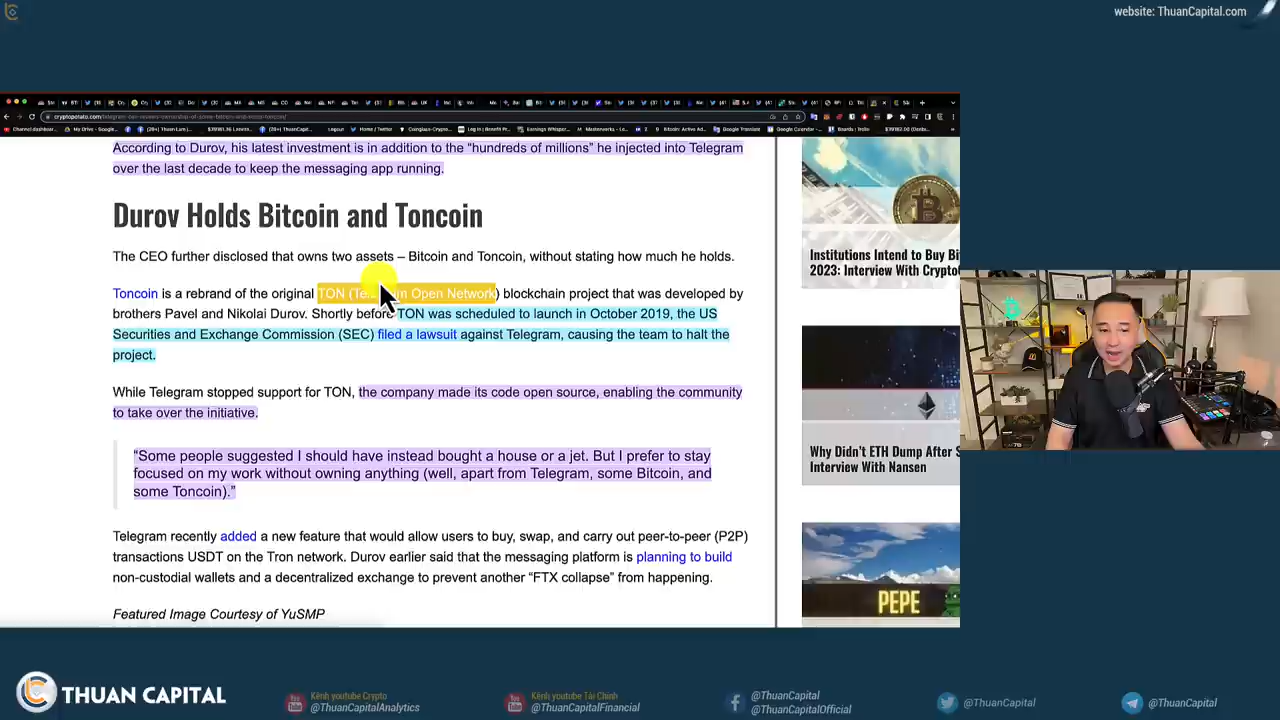 website: ThuanCapital.com
According to Durov, his latest investment is in addition to the “hundreds of millions” he injected into Telegram
over the last decade to keep the messaging app running.
Durov Holds Bitcoin and Toncoin
The CEO further disclosed that owns two assets – Bitcoin and Toncoin, without stating how much he holds.
Toncoin is a rebrand of the original TON (Telegram Open Network) blockchain project that was developed by
brothers Pavel and Nikolai Durov. Shortly before TON was scheduled to launch in October 2019, the US
Securities and Exchange Commission (SEC) filed a lawsuit against Telegram, causing the team to halt the
project.
While Telegram stopped support for TON, the company made its code open source, enabling the community
to take over the initiative.
“Some people suggested I should have instead bought a house or a jet. But I prefer to stay
focused on my work without owning anything (well, apart from Telegram, some Bitcoin, and
some Toncoin).”
Telegram recently added a new feature that would allow users to buy, swap, and carry out peer-to-peer (P2P)
transactions USDT on the Tron network. Durov earlier said that the messaging platform is planning to build
non-custodial wallets and a decentralized exchange to prevent another “FTX collapse” from happening.
Featured Image Courtesy of YuSMP
Institutions Intend to Buy Bi
2023: Interview With Crypto
Why Didn’t ETH Dump After S
Interview With Nansen
PEPE
THUAN CAPITAL
Kênh youtube Crypto
@ThuanCapitalAnalytics
Kênh youtube Tài Chính
@ThuanCapitalFinancial
@ThuanCapital
@ThuanCapitalOfficial
@ThuanCapital
@ThuanCapital